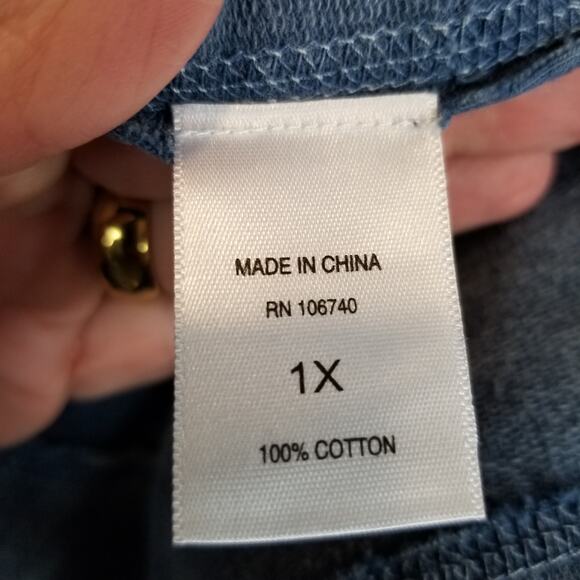 MADE IN CHINA
RN 106740
1X
100% COTTON